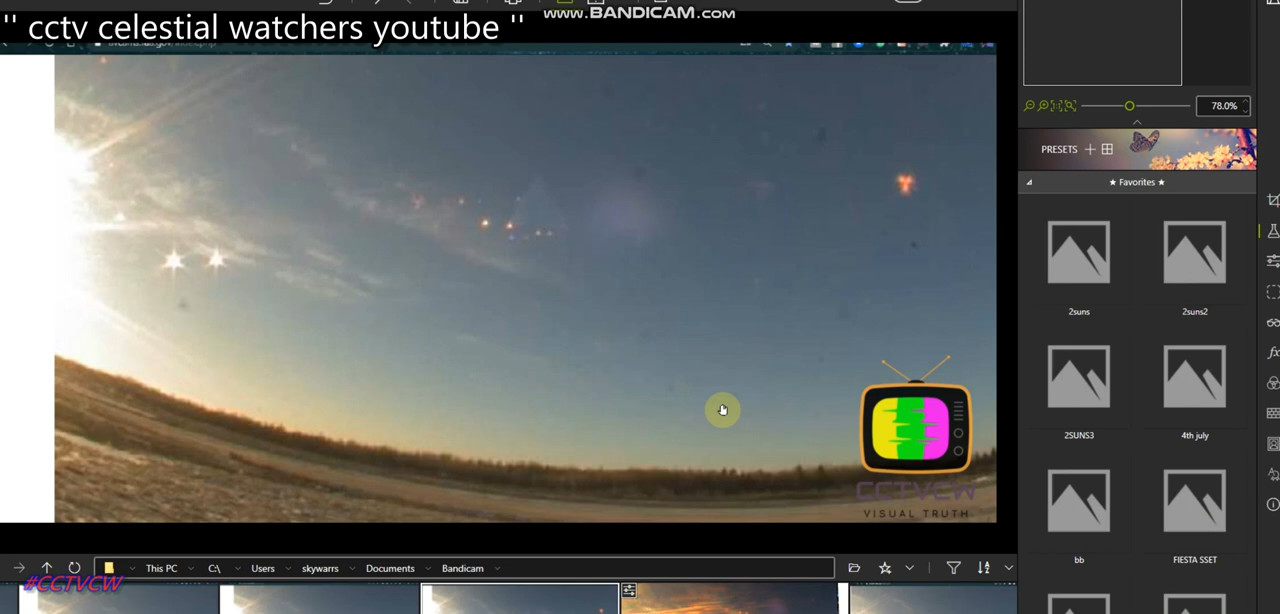 www.BANDICAM.com
'' cctv celestial watchers youtube ''
78.0%
PRESETS
★ Favorites ★
2suns
2suns2
2SUNS3
4th july
bb
FIESTA SSET
CCTVCW
VISUAL TRUTH
This PC
C:\
Users
skywarrs
Documents
Bandicam
#CCTVCW